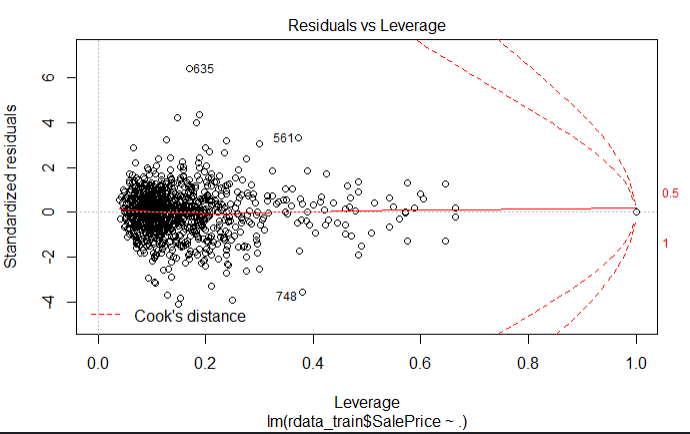 Residuals vs Leverage
Standardized residuals
6
4
2
0
-2
-4
635
561
748
0.5
1
Cook's distance
0.0 0.2 0.4 0.6 0.8 1.0
Leverage
lm(rdata_train$SalePrice ~ .)